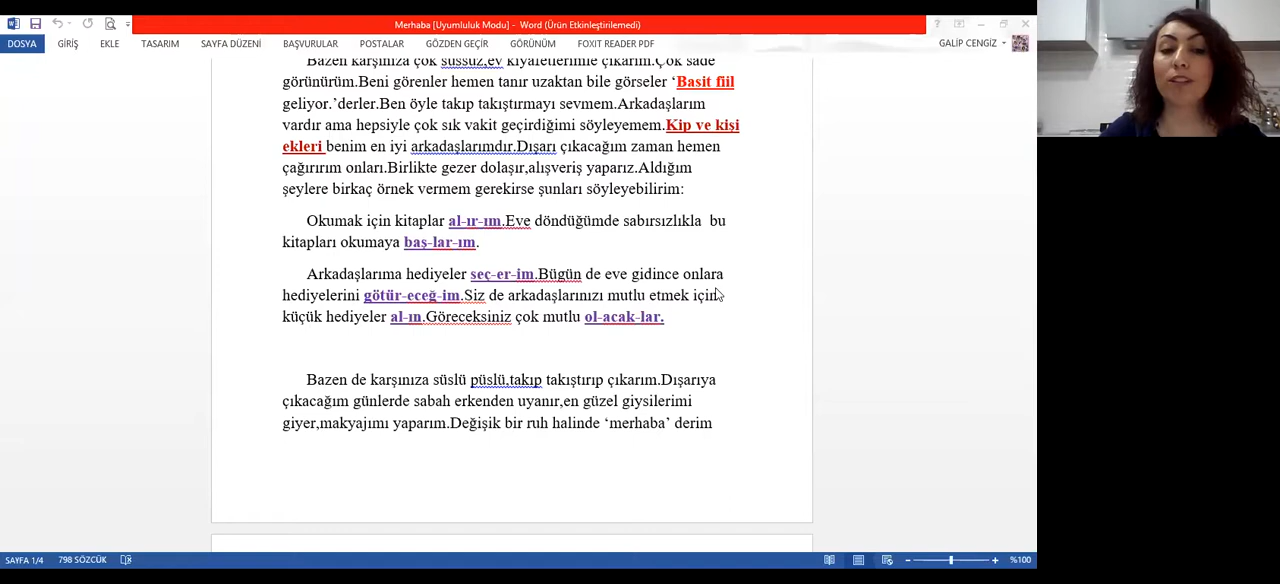 Merhaba [Uyumluluk Modu] - Word (Ürün Etkinleştirilemedi)
DOSYA GİRİŞ EKLE TASARIM SAYFA DÜZENİ BAŞVURULAR POSTALAR GÖZDEN GEÇİR GÖRÜNÜM FOXIT READER PDF GALİP CENGİZ
Bazen karşınıza çok süssüz,ev kıyafetlerimle çıkarım.Çok sade
görünürüm.Beni görenler hemen tanır uzaktan bile görseler ‘Basit fiil
geliyor.’derler.Ben öyle takıp takıştırmayı sevmem.Arkadaşlarım
vardır ama hepsiyle çok sık vakit geçirdiğimi söyleyemem.Kip ve kişi
ekleri benim en iyi arkadaşlarımdır.Dışarı çıkacağım zaman hemen
çağırırım onları.Birlikte gezer dolaşır,alışveriş yaparız.Aldığım
şeylere birkaç örnek vermem gerekirse şunları söyleyebilirim:
Okumak için kitaplar al-ır-ım.Eve döndüğümde sabırsızlıkla bu
kitapları okumaya baş-lar-ım.
Arkadaşlarıma hediyeler seç-er-im.Bügün de eve gidince onlara
hediyelerini götür-eceğ-im.Siz de arkadaşlarınızı mutlu etmek için
küçük hediyeler al-ın.Göreceksiniz çok mutlu ol-acak-lar.
Bazen de karşınıza süslü püslü,takıp takıştırıp çıkarım.Dışarıya
çıkacağım günlerde sabah erkenden uyanır,en güzel giysilerimi
giyer,makyajımı yaparım.Değişik bir ruh halinde ‘merhaba’ derim
SAYFA 1/4 798 SÖZCÜK %100